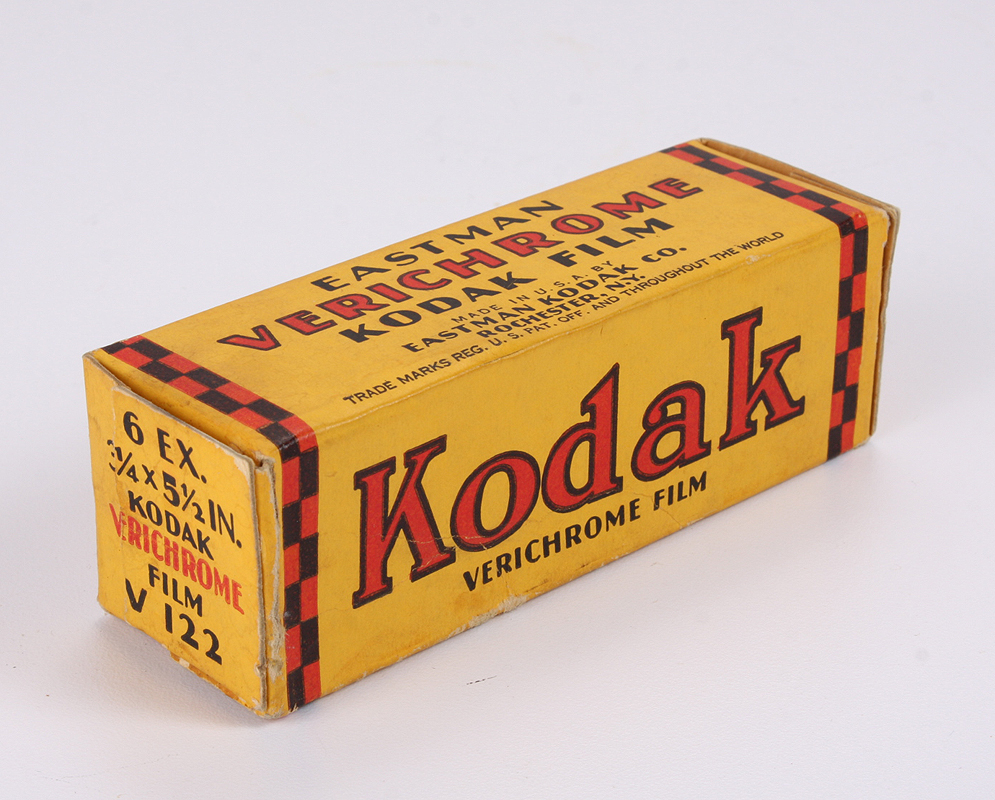 EASTMAN
VERICHROME
KODAK FILM
MADE IN U.S.A. BY
EASTMAN KODAK CO.
ROCHESTER, N.Y.
TRADE MARKS REG. U.S. PAT. OFF. AND THROUGHOUT THE WORLD
Kodak
VERICHROME FILM
6 EX.
3¼ x 5½ IN.
KODAK
VERICHROME
FILM
V 122